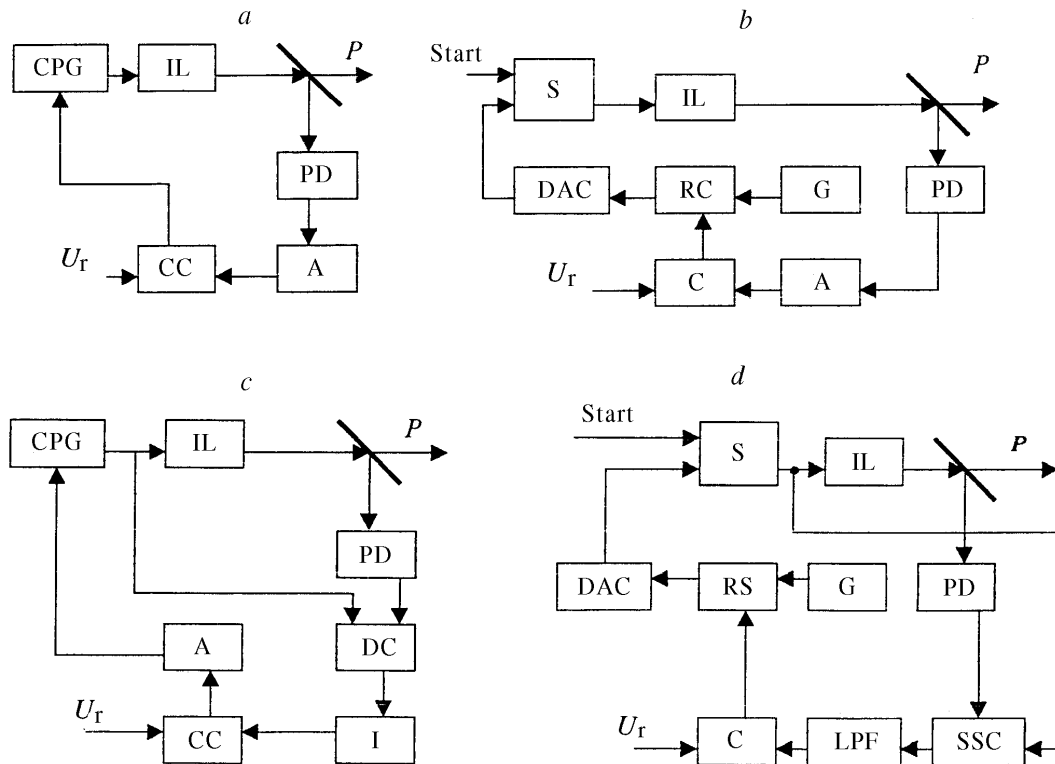 a
CPG
IL
P
PD
U_r
CC
A
b
Start
S
IL
P
DAC
RC
G
PD
U_r
C
A
c
CPG
IL
P
PD
A
DC
U_r
CC
I
d
Start
S
IL
P
DAC
RS
G
PD
U_r
C
LPF
SSC